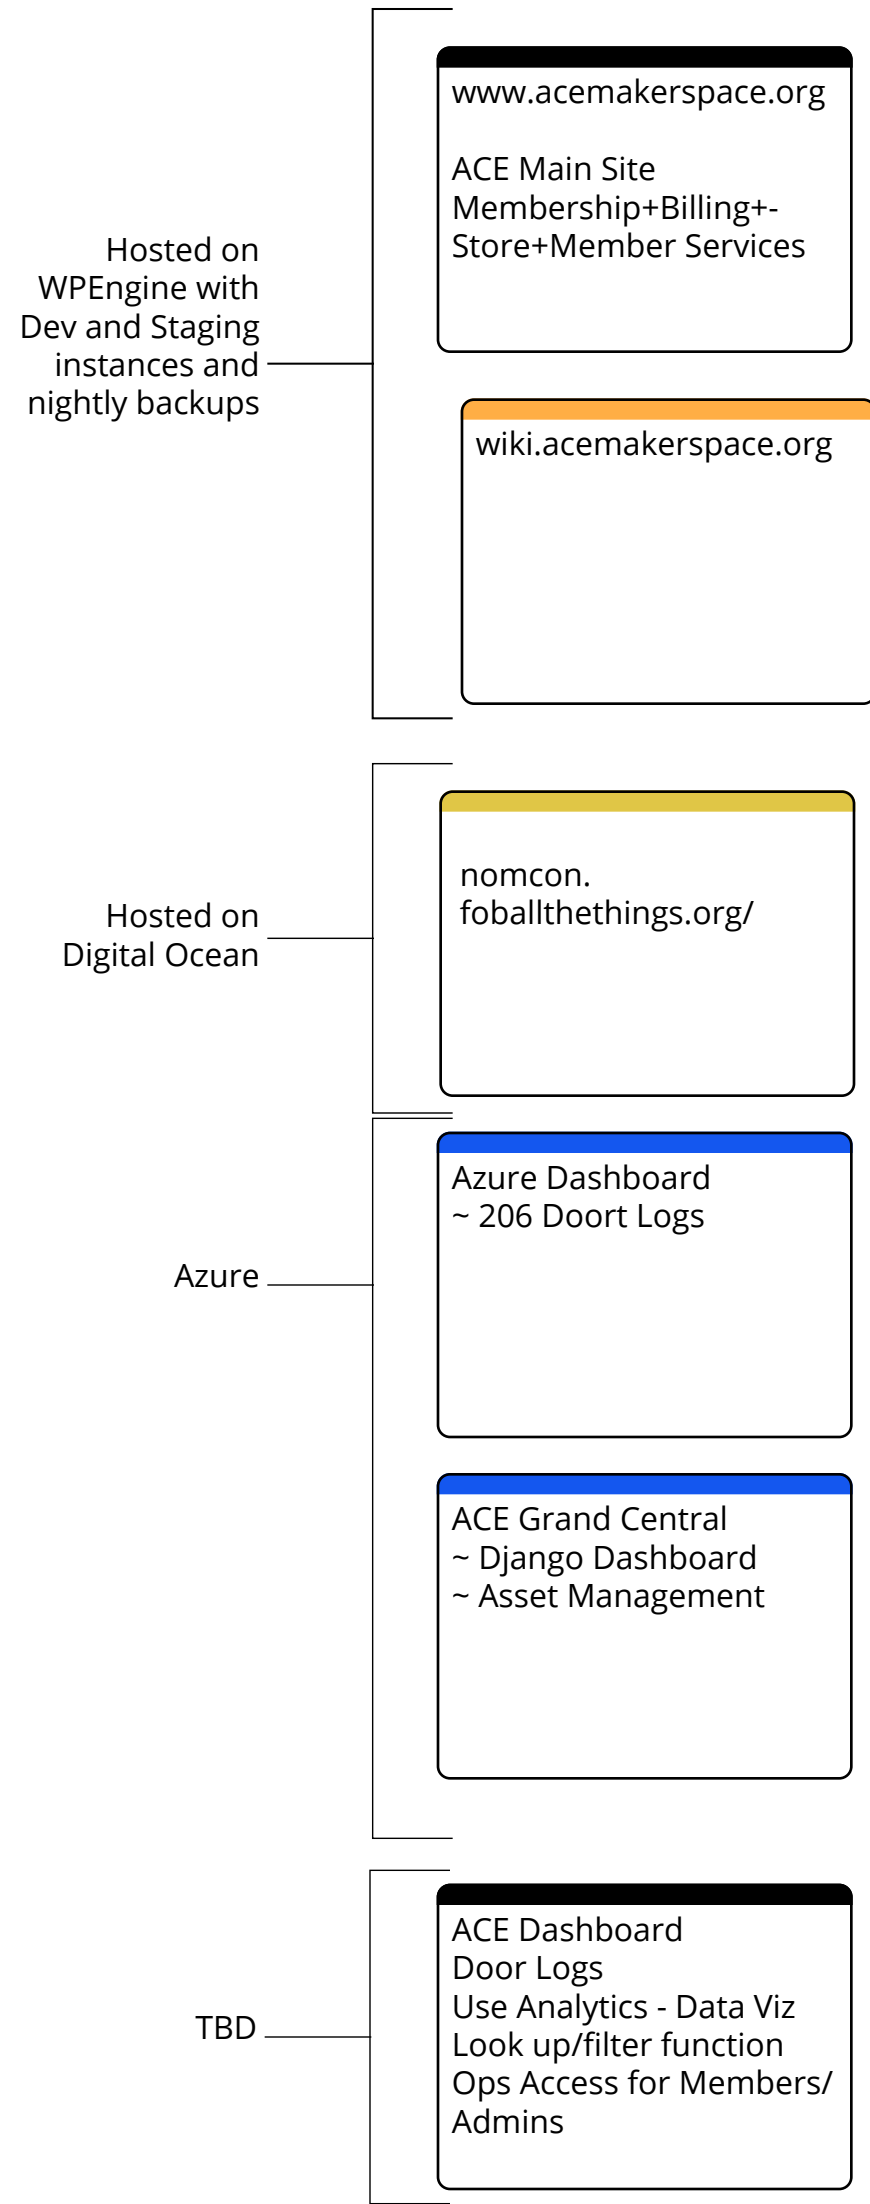 www.acemakerspace.org
ACE Main Site
Membership+Billing+-
Store+Member Services
Hosted on
WPEngine with
Dev and Staging
instances and
nightly backups
wiki.acemakerspace.org
nomcon.
foballthethings.org/
Hosted on
Digital Ocean
Azure Dashboard
~ 206 Doort Logs
Azure
ACE Grand Central
~ Django Dashboard
~ Asset Management
ACE Dashboard
Door Logs
Use Analytics - Data Viz
Look up/filter function
Ops Access for Members/
Admins
TBD